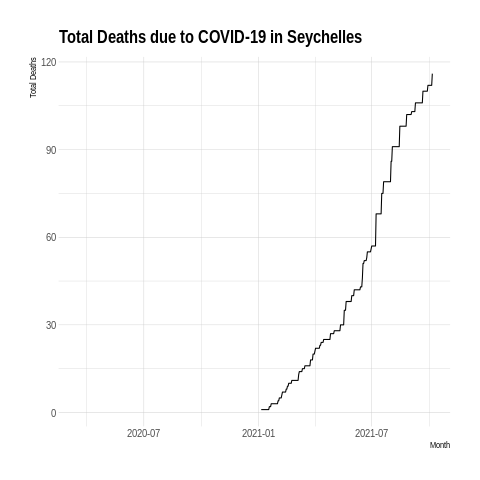 Total Deaths due to COVID-19 in Seychelles
Total Deaths
120
90
60
30
0
2020-07 2021-01 2021-07
Month